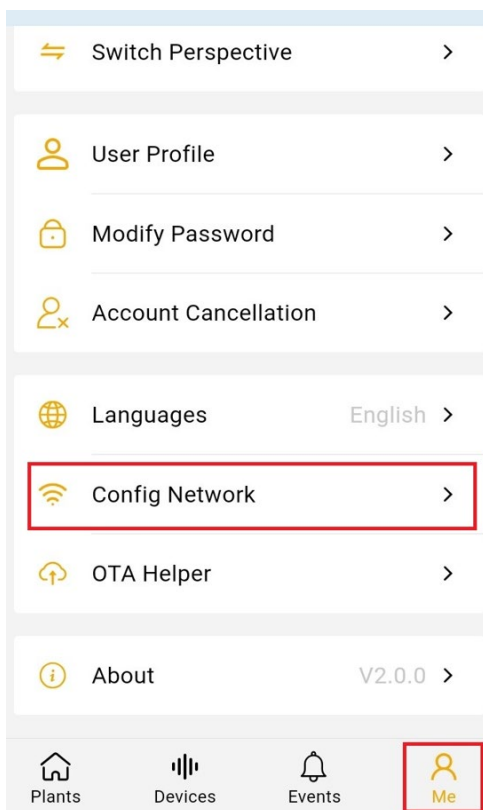 Switch Perspective
User Profile
Modify Password
Account Cancellation
Languages English
Config Network
OTA Helper
About V2.0.0
Plants Devices Events Me